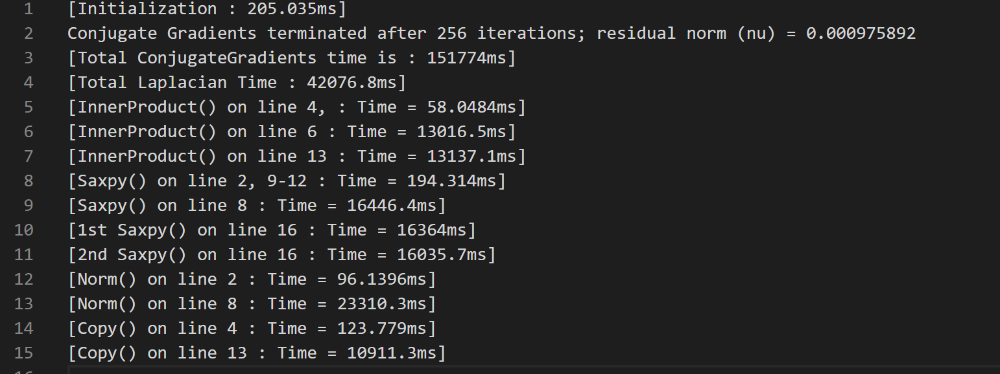 1 [Initialization : 205.035ms]
2 Conjugate Gradients terminated after 256 iterations; residual norm (nu) = 0.000975892
3 [Total ConjugateGradients time is : 151774ms]
4 [Total Laplacian Time : 42076.8ms]
5 [InnerProduct() on line 4, : Time = 58.0484ms]
6 [InnerProduct() on line 6 : Time = 13016.5ms]
7 [InnerProduct() on line 13 : Time = 13137.1ms]
8 [Saxpy() on line 2, 9-12 : Time = 194.314ms]
9 [Saxpy() on line 8 : Time = 16446.4ms]
10 [1st Saxpy() on line 16 : Time = 16364ms]
11 [2nd Saxpy() on line 16 : Time = 16035.7ms]
12 [Norm() on line 2 : Time = 96.1396ms]
13 [Norm() on line 8 : Time = 23310.3ms]
14 [Copy() on line 4 : Time = 123.779ms]
15 [Copy() on line 13 : Time = 10911.3ms]
16